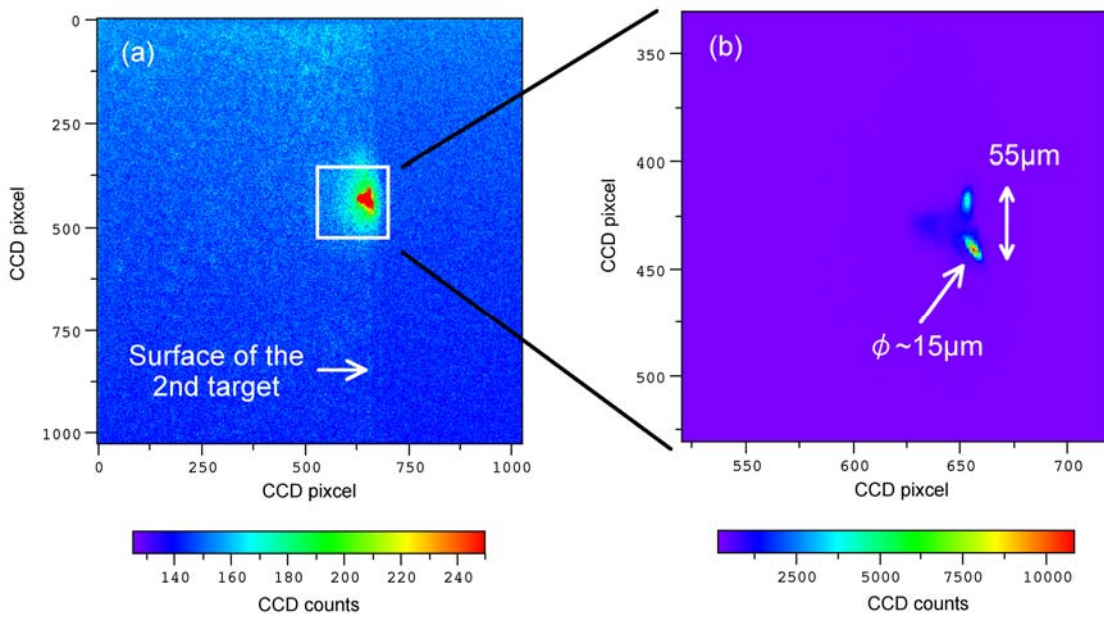 (a)
0
250
500
750
1000
CCD pixcel
Surface of the
2nd target
0 250 500 750 1000
CCD pixcel
140 160 180 200 220 240
CCD counts
(b)
350
400
450
500
CCD pixcel
55μm
ϕ ~15μm
550 600 650 700
CCD pixcel
2500 5000 7500 10000
CCD counts